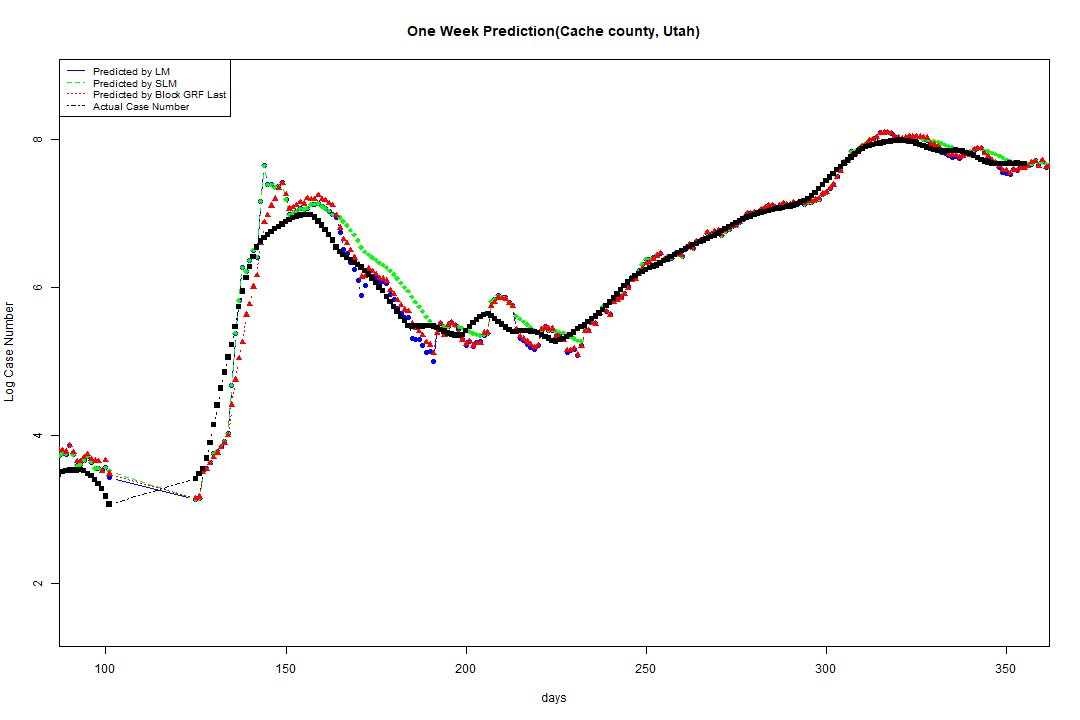 One Week Prediction(Cache county, Utah)
Predicted by LM
Predicted by SLM
Predicted by Block GRF Last
Actual Case Number
8
6
4
2
Log Case Number
100 150 200 250 300 350
days